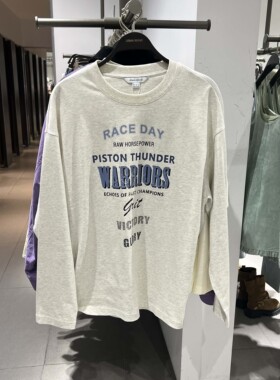 RACE DAY
RAW HORSEPOWER
PISTON THUNDER
WARRIORS
ECHOES OF PAST CHAMPIONS
Grit
VICTORY
GLORY